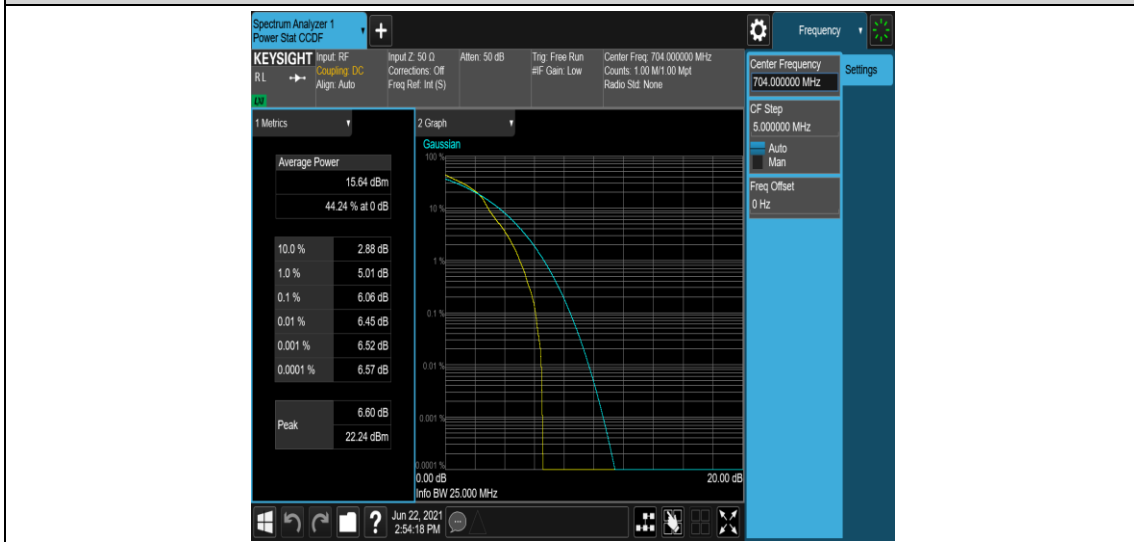 Spectrum Analyzer 1
Power Stat CCDF
Frequency
KEYSIGHT
RL
LXI
Input: RF
Coupling: DC
Align: Auto
Input Z: 50 Ω
Corrections: Off
Freq Ref: Int (S)
Atten: 50 dB
Trig: Free Run
#IF Gain: Low
Center Freq: 704.000000 MHz
Counts: 1.00 M/1.00 Mpt
Radio Std: None
Center Frequency
704.000000 MHz
Settings
CF Step
5.000000 MHz
Auto
Man
Freq Offset
0 Hz
1 Metrics
Average Power
15.64 dBm
44.24 % at 0 dB
10.0 % 2.88 dB
1.0 % 5.01 dB
0.1 % 6.06 dB
0.01 % 6.45 dB
0.001 % 6.52 dB
0.0001 % 6.57 dB
Peak
6.60 dB
22.24 dBm
2 Graph
Gaussian
100 %
10 %
1 %
0.1 %
0.01 %
0.001 %
0.0001 %
0.00 dB 20.00 dB
Info BW 25.000 MHz
?
Jun 22, 2021
2:54:18 PM